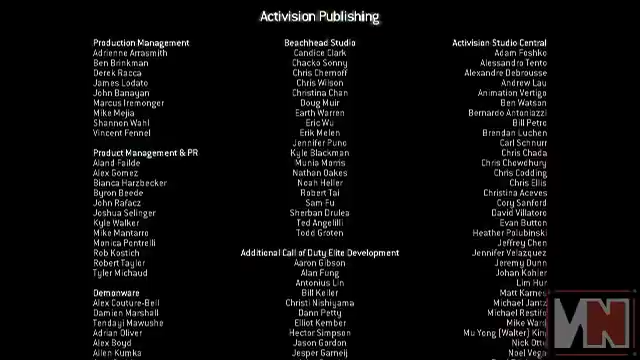 Activision Publishing
Production Management
Adrienne Arrasmith
Ben Brinkman
Derek Racca
James Lodato
John Banayan
Marcus Iremonger
Mike Mejia
Shannon Wahl
Vincent Fennel
Product Management & PR
Aland Failde
Alex Gomez
Bianca Harzbecker
Byron Beede
John Rafacz
Joshua Selinger
Kyle Walker
Mike Mantarro
Monica Pontrelli
Rob Kostich
Robert Taylor
Tyler Michaud
Demonware
Alex Couture-Bell
Damien Marshall
Tendayi Mawushe
Adrian Oliver
Alex Boyd
Allen Kumka
Beachhead Studio
Candice Clark
Chacko Sonny
Chris Chernoff
Chris Wilson
Christina Chan
Doug Muir
Earth Warren
Eric Wu
Erik Melen
Jennifer Puno
Kyle Blackman
Munia Morris
Nathan Oakes
Noah Heller
Robert Tai
Sam Fu
Sherban Drulea
Ted Angelilli
Todd Groten
Additional Call of Duty Elite Development
Aaron Gibson
Alan Fung
Antonius Lin
Bill Keller
Christi Nishiyama
Dann Petty
Elliot Kember
Hector Simpson
Jason Gordon
Jesper Garneij
Activision Studio Central
Adam Foshko
Alessandro Tento
Alexandre Debrousse
Andrew Lau
Animation Vertigo
Ben Watson
Bernardo Antoniazzi
Bill Petro
Brendan Luchen
Carl Schnurr
Chris Chada
Chris Chowdhury
Chris Codding
Chris Ellis
Christina Aceves
Cory Sanford
David Villatoro
Evan Button
Heather Polubinski
Jeffrey Chen
Jennifer Velazquez
Jeremy Dunn
Johan Kohler
Lim Hur
Matt Karnes
Michael Jantz
Michael Restifo
Mike Ward
Mu Yong (Walter) King
Nick Otto
Noel Vega